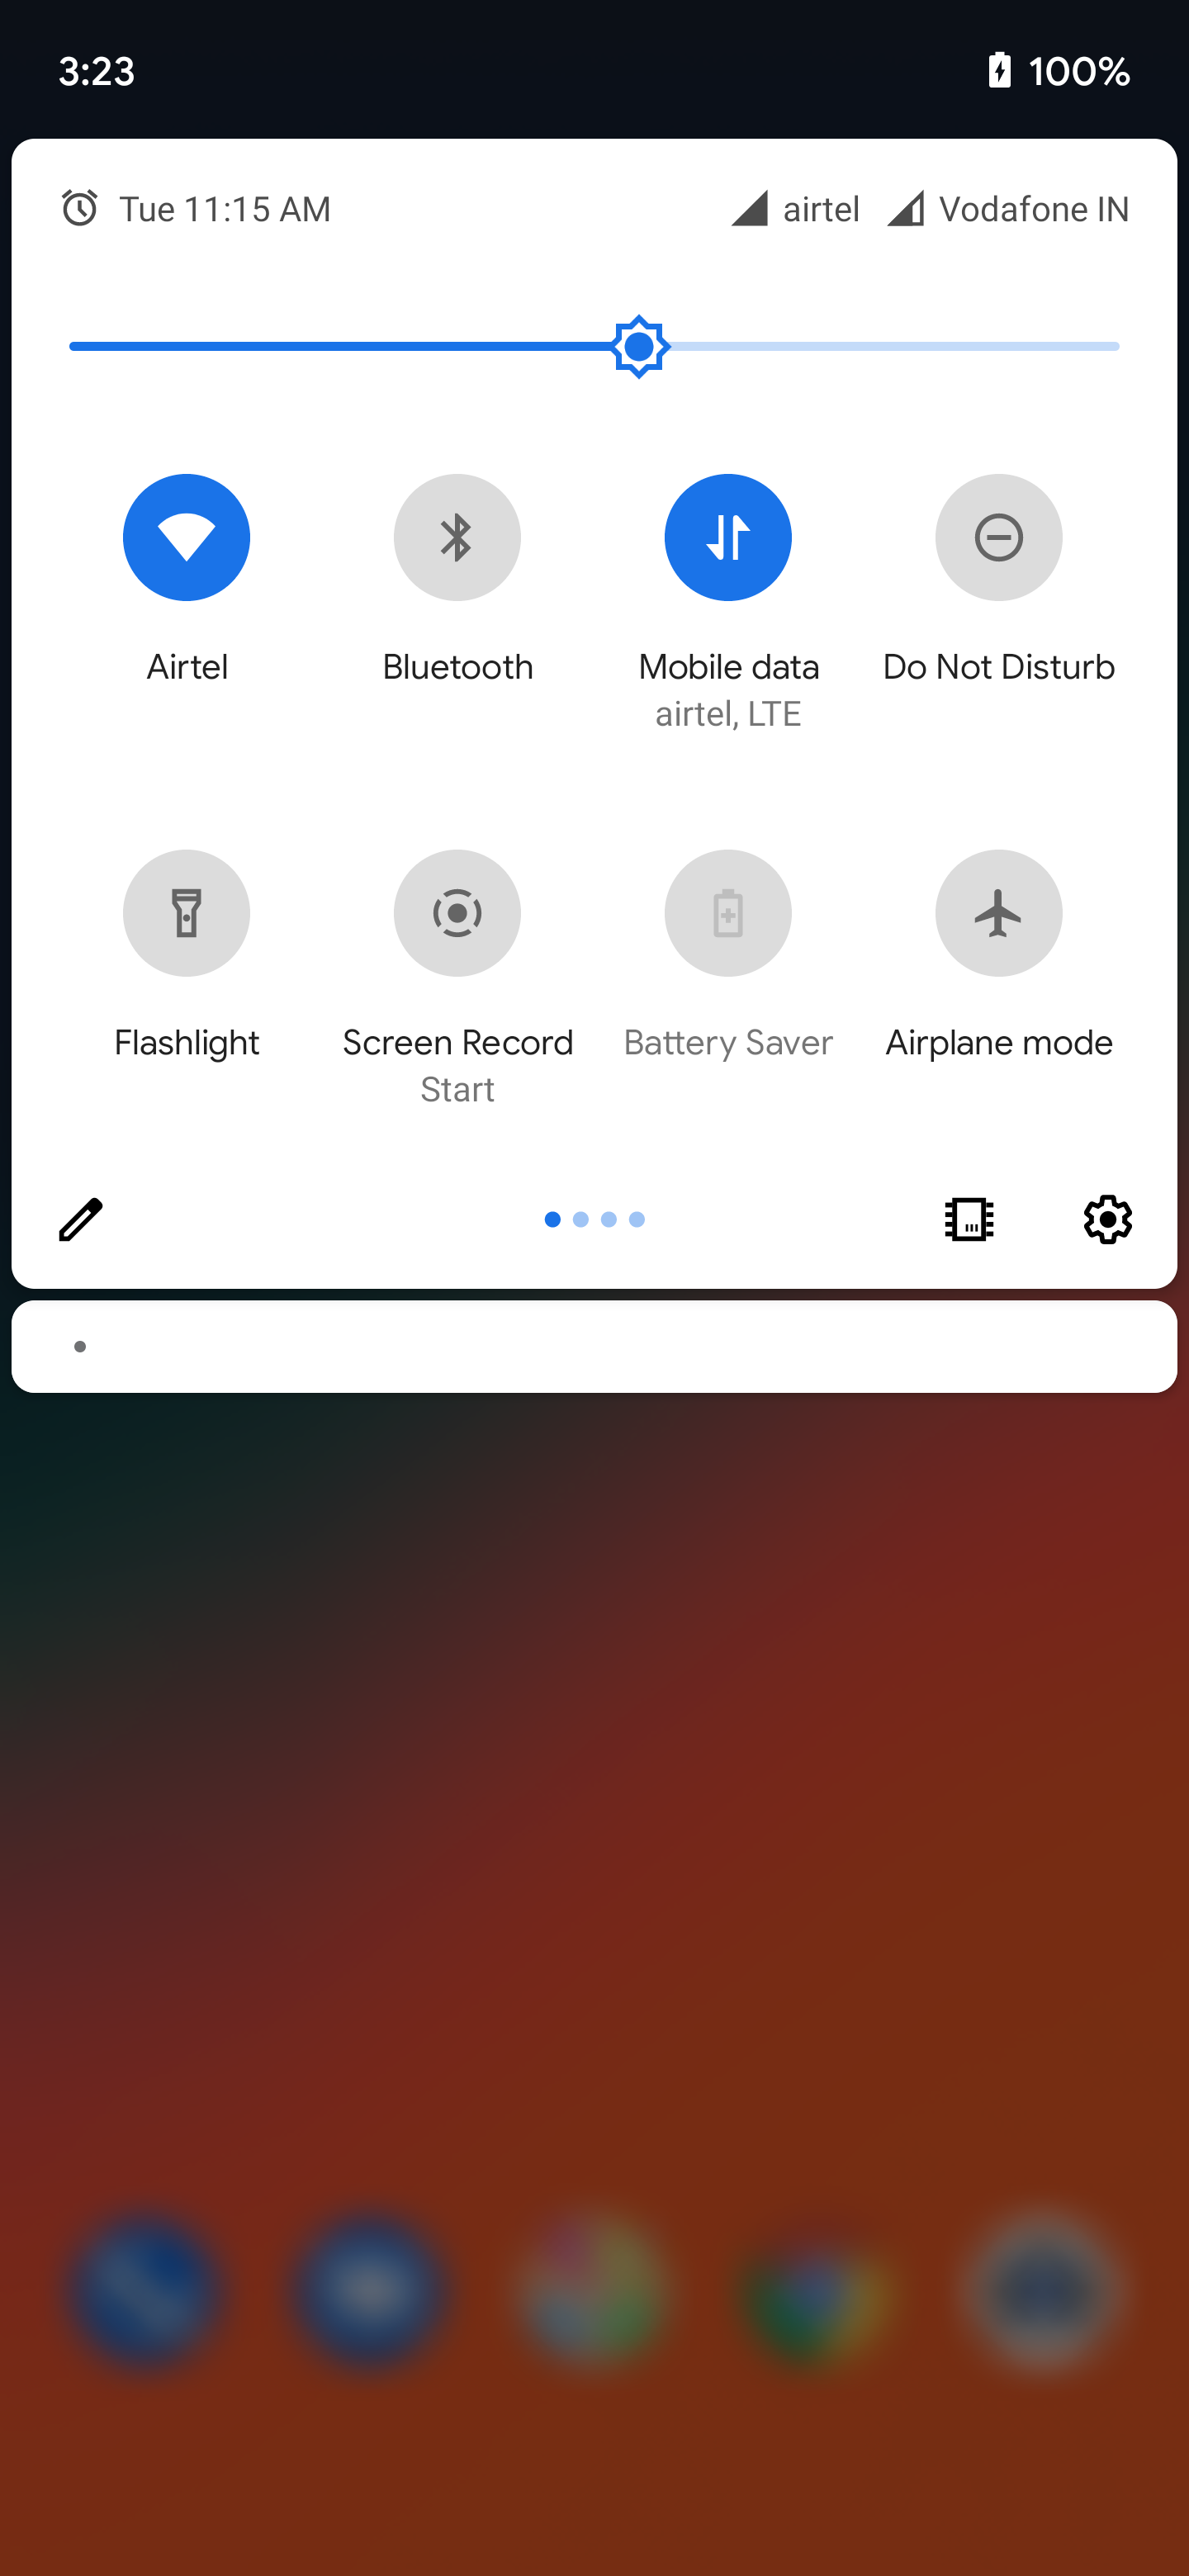 3:23 100%
Tue 11:15 AM airtel Vodafone IN
Airtel Bluetooth Mobile data Do Not Disturb
airtel, LTE
Flashlight Screen Record Battery Saver Airplane mode
Start